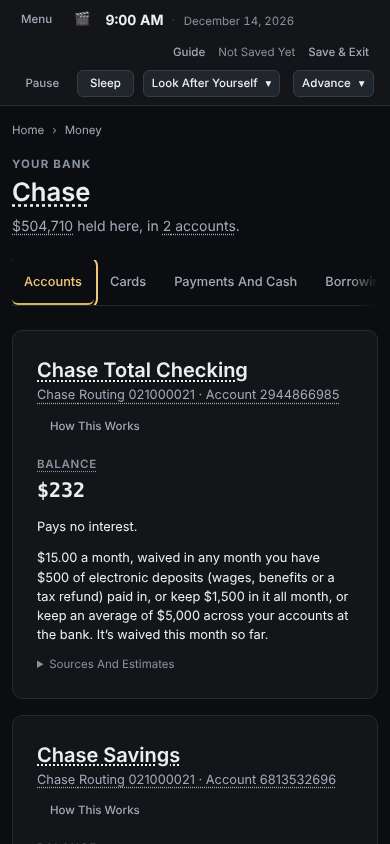 Menu 🎬 9:00 AM · December 14, 2026
Guide Not Saved Yet Save & Exit
Pause Sleep Look After Yourself ▾ Advance ▾
Home › Money
YOUR BANK
Chase
$504,710 held here, in 2 accounts.
Accounts Cards Payments And Cash
Chase Total Checking
Chase Routing 021000021 · Account 2944866985
How This Works
BALANCE
$232
Pays no interest.
$15.00 a month, waived in any month you have
$500 of electronic deposits (wages, benefits or a
tax refund) paid in, or keep $1,500 in it all month, or
keep an average of $5,000 across your accounts at
the bank. It’s waived this month so far.
▶ Sources And Estimates
Chase Savings
Chase Routing 021000021 · Account 6813532696
How This Works